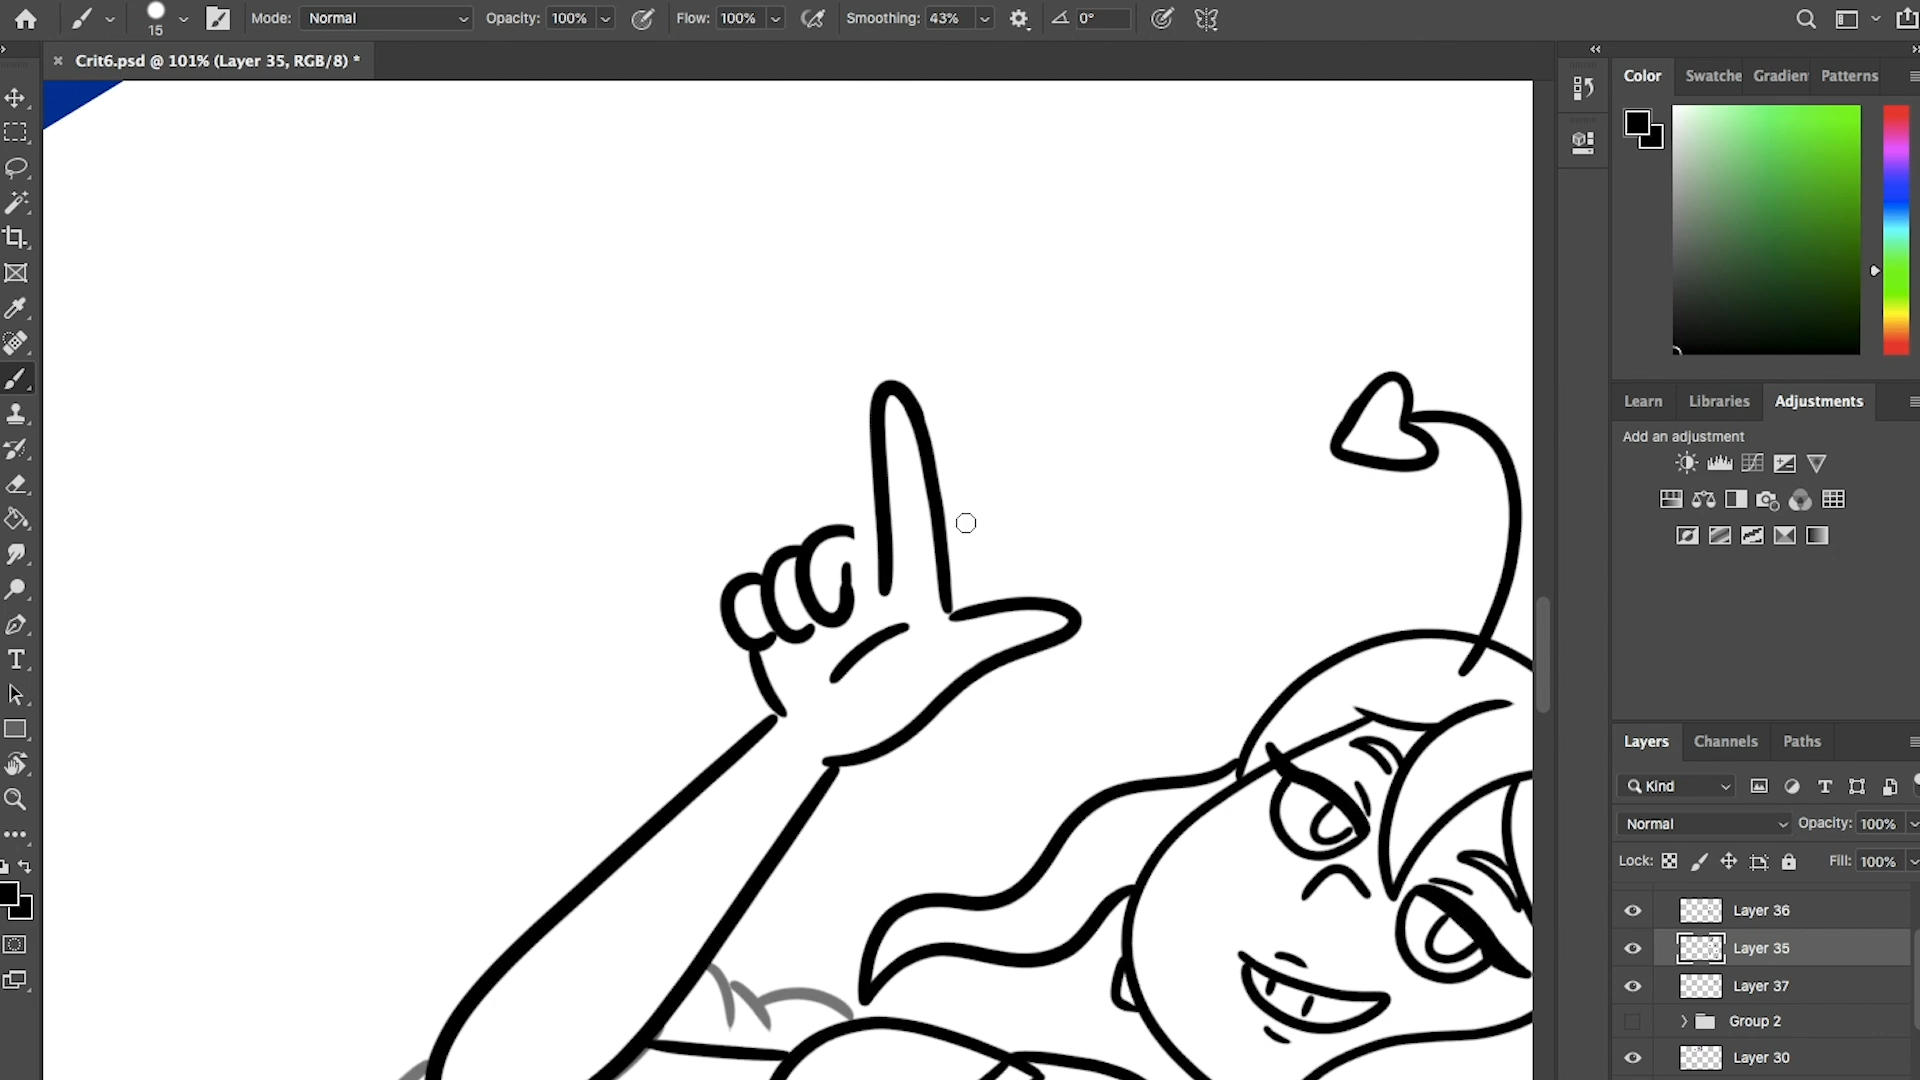 15
Mode: Normal
Opacity: 100%
Flow: 100%
Smoothing: 43%
0°
× Crit6.psd @ 101% (Layer 35, RGB/8) *
Color Swatche Gradien Patterns
Learn Libraries Adjustments
Add an adjustment
Layers Channels Paths
Kind
Normal Opacity: 100%
Lock: Fill: 100%
Layer 36
Layer 35
Layer 37
Group 2
Layer 30